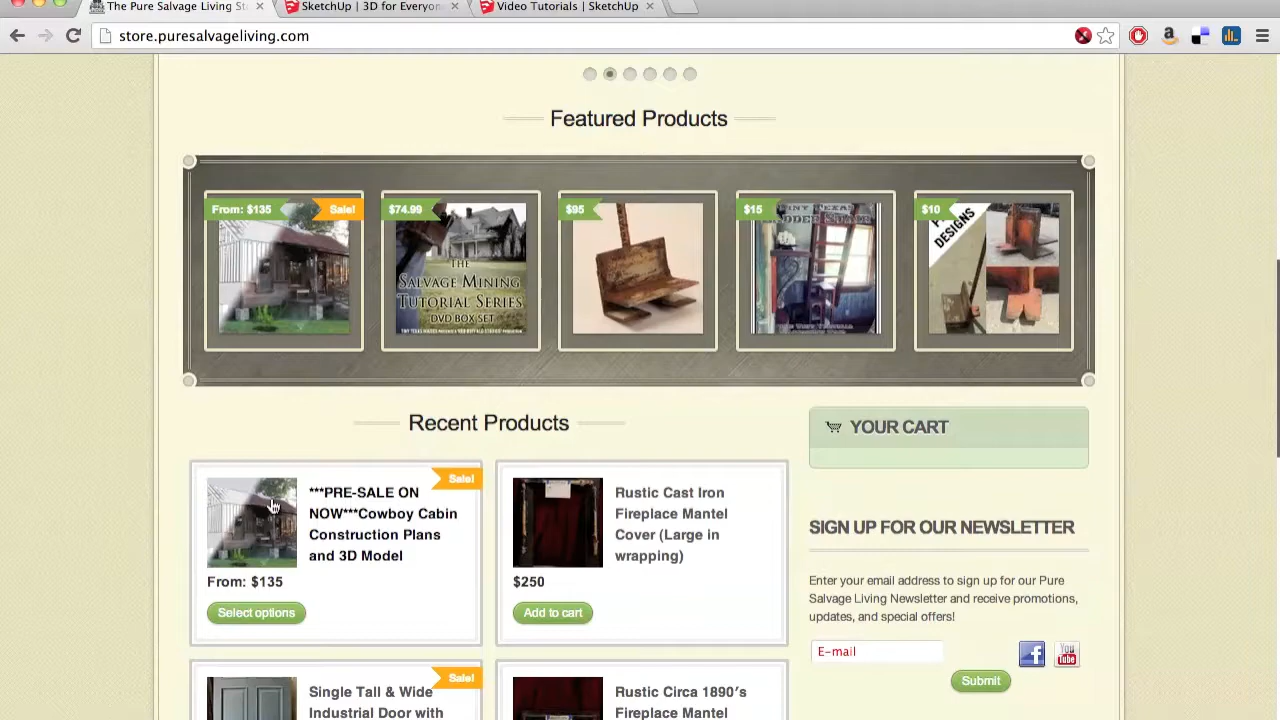 The Pure Salvage Living St
SketchUp | 3D for Everyon
Video Tutorials | SketchUp
store.puresalvageliving.com
Featured Products
From: $135
Sale!
$74.99
THE
SALVAGE MINING
TUTORIAL SERIES
DVD BOX SET
$95
$15
$10
DESIGNS
Recent Products
YOUR CART
Sale!
***PRE-SALE ON
NOW***Cowboy Cabin
Construction Plans
and 3D Model
From: $135
Select options
Rustic Cast Iron
Fireplace Mantel
Cover (Large in
wrapping)
$250
Add to cart
SIGN UP FOR OUR NEWSLETTER
Enter your email address to sign up for our Pure
Salvage Living Newsletter and receive promotions,
updates, and special offers!
E-mail
You
Tube
Submit
Sale!
Single Tall & Wide
Industrial Door with
Rustic Circa 1890's
Fireplace Mantel